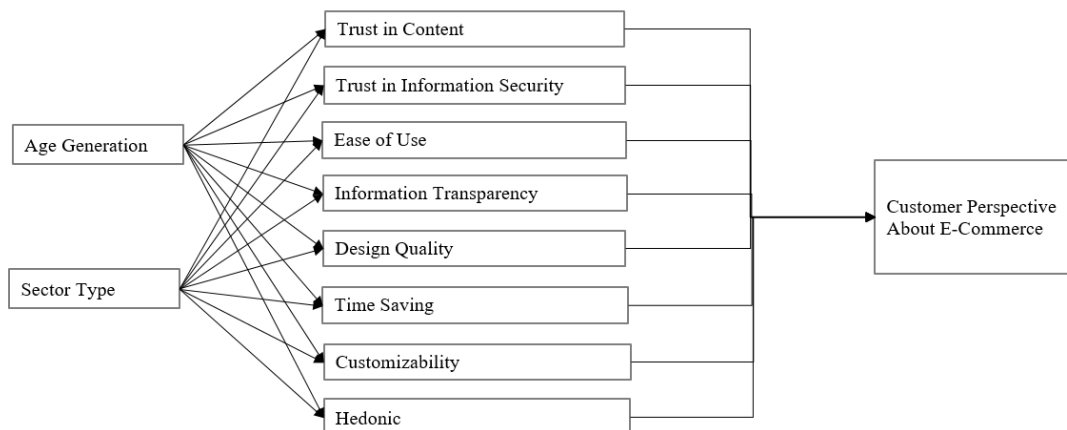 Trust in Content
Trust in Information Security
Age Generation
Ease of Use
Information Transparency
Customer Perspective
About E-Commerce
Design Quality
Sector Type
Time Saving
Customizability
Hedonic